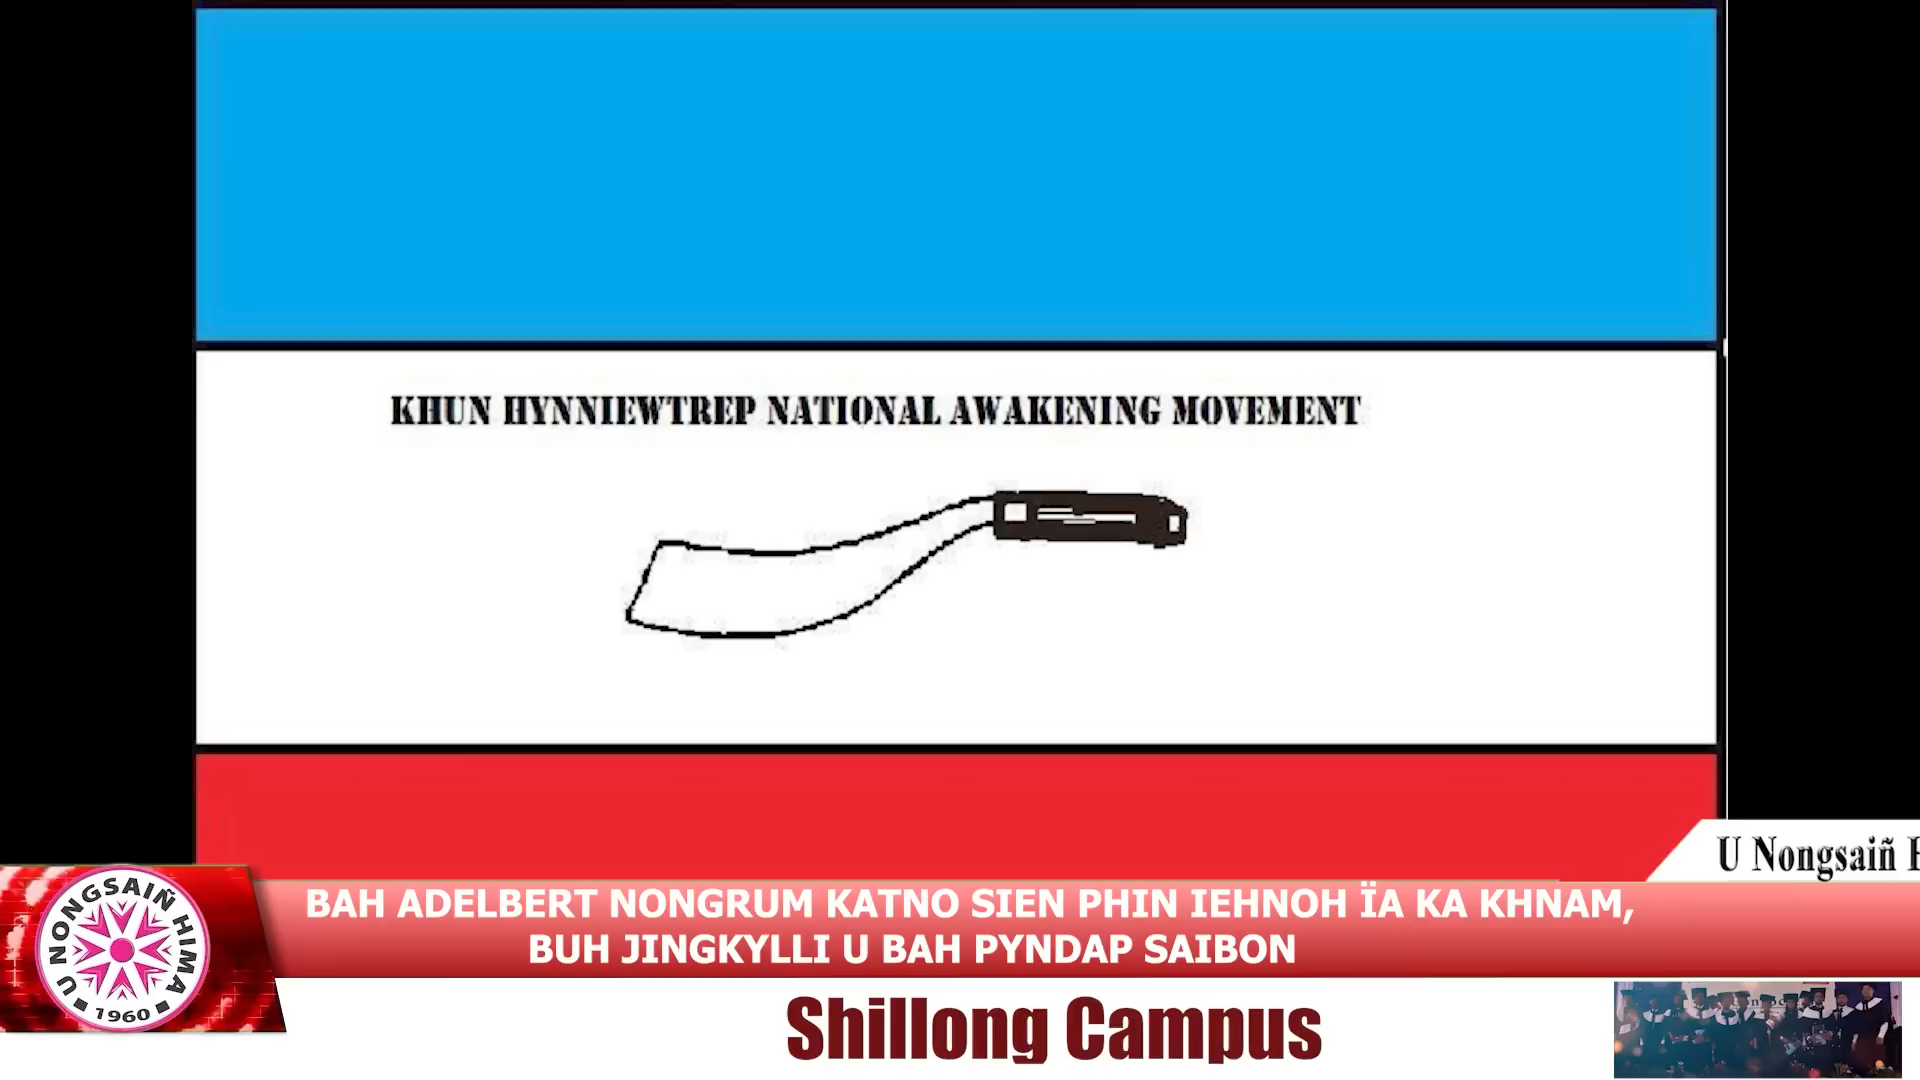 KHUN HYNNIEWTREP NATIONAL AWAKENING MOVEMENT
U Nongsaiñ
BAH ADELBERT NONGRUM KATNO SIEN PHIN IEHNOH ÏA KA KHNAM,
BUH JINGKYLLI U BAH PYNDAP SAIBON
U NONGSAIÑ HIMA
1960
Shillong Campus